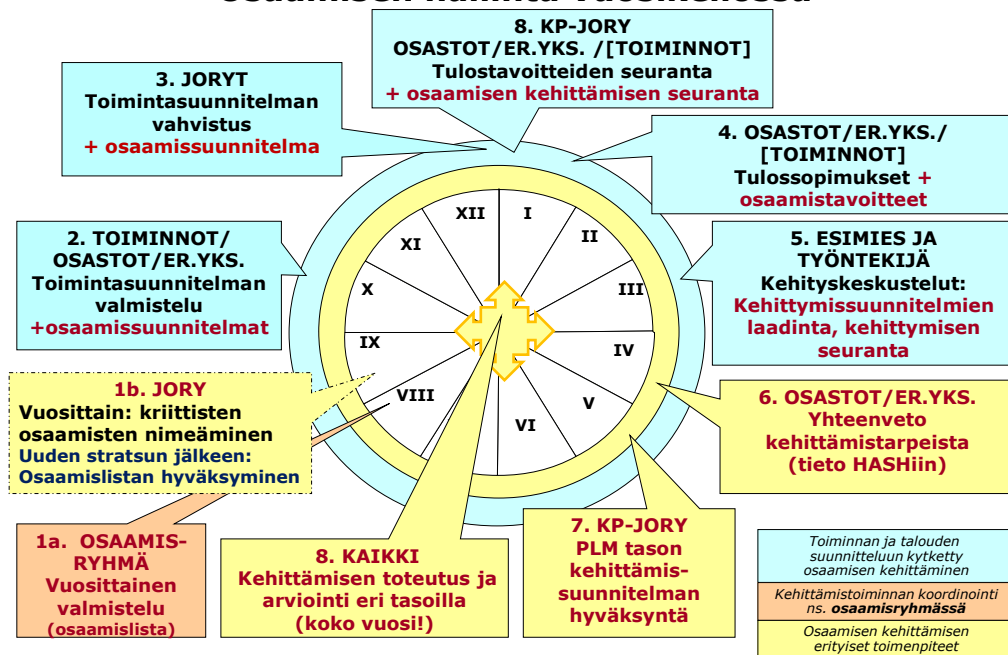 8. KP-JORY
OSASTOT/ER.YKS. /[TOIMINNOT]
Tulostavoitteiden seuranta
+ osaamisen kehittämisen seuranta
3. JORYT
Toimintasuunnitelman
vahvistus
+ osaamissuunnitelma
4. OSASTOT/ER.YKS./
[TOIMINNOT]
Tulossopimukset +
osaamistavoitteet
2. TOIMINNOT/
OSASTOT/ER.YKS.
Toimintasuunnitelman
valmistelu
+osaamissuunnitelmat
5. ESIMIES JA
TYÖNTEKIJÄ
Kehityskeskustelut:
Kehittymissuunnitelmien
laadinta, kehittymisen
seuranta
XII
I
XI
II
X
III
IX
IV
VIII
V
VI
1b. JORY
Vuosittain: kriittisten
osaamisten nimeäminen
Uuden stratsun jälkeen:
Osaamislistan hyväksyminen
6. OSASTOT/ER.YKS.
Yhteenveto
kehittämistarpeista
(tieto HASHiin)
1a. OSAAMIS-
RYHMÄ
Vuosittainen
valmistelu
(osaamislista)
8. KAIKKI
Kehittämisen toteutus ja
arviointi eri tasoilla
(koko vuosi!)
7. KP-JORY
PLM tason
kehittämis-
suunnitelman
hyväksyntä
Toiminnan ja talouden
suunnitteluun kytketty
osaamisen kehittäminen
Kehittämistoiminnan koordinointi
ns. osaamisryhmässä
Osaamisen kehittämisen
erityiset toimenpiteet